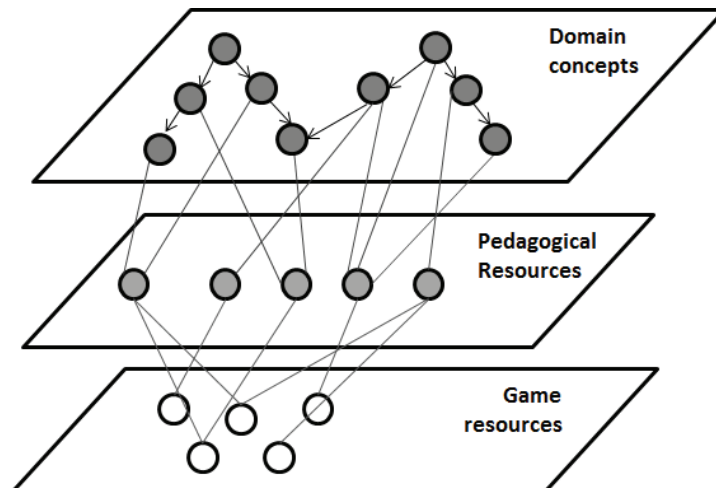 Domain
concepts
Pedagogical
Resources
Game
resources